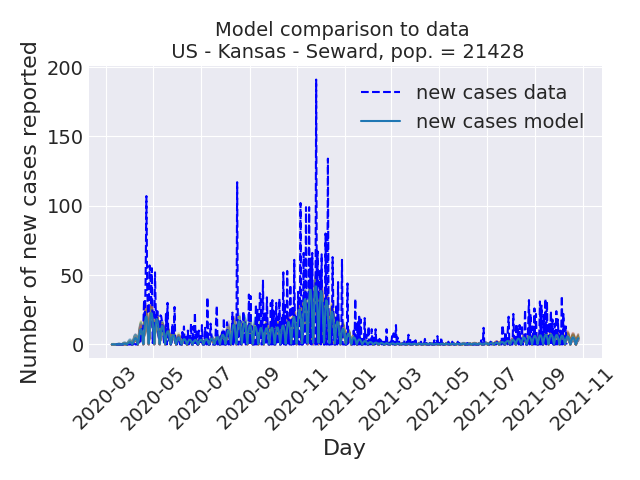 Model comparison to data
US - Kansas - Seward, pop. = 21428
Number of new cases reported
200
150
100
50
0
new cases data
new cases model
2020-03
2020-05
2020-07
2020-09
2020-11
2021-01
2021-03
2021-05
2021-07
2021-09
2021-11
Day